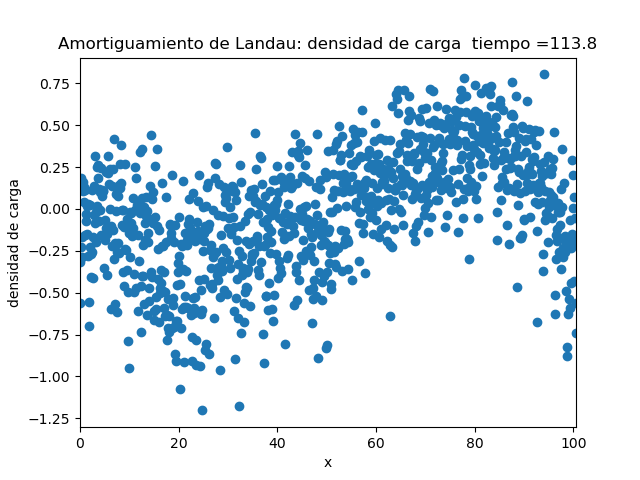 Amortiguamiento de Landau: densidad de carga  tiempo =113.8
densidad de carga
0.75
0.50
0.25
0.00
−0.25
−0.50
−0.75
−1.00
−1.25
0 20 40 60 80 100
x